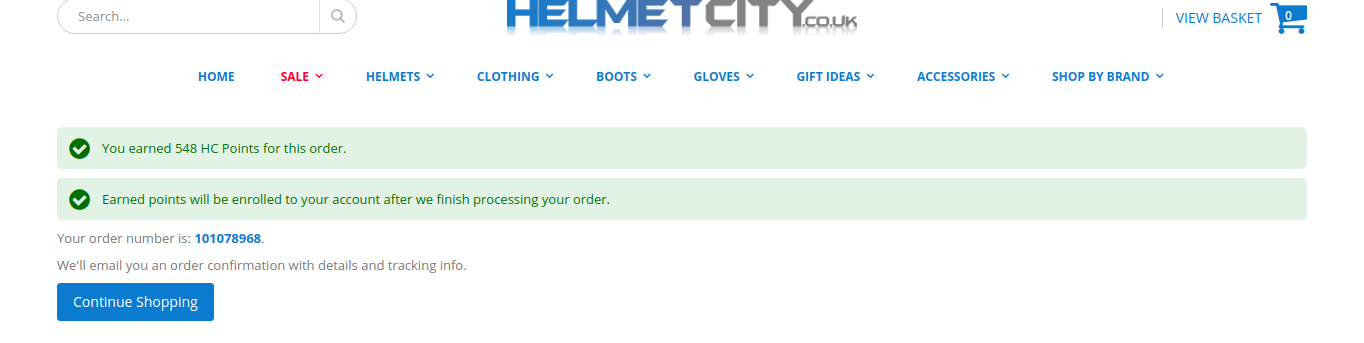 Search...
HELMETCITY.CO.UK
VIEW BASKET 0
HOME SALE HELMETS CLOTHING BOOTS GLOVES GIFT IDEAS ACCESSORIES SHOP BY BRAND
You earned 548 HC Points for this order.
Earned points will be enrolled to your account after we finish processing your order.
Your order number is: 101078968.
We'll email you an order confirmation with details and tracking info.
Continue Shopping